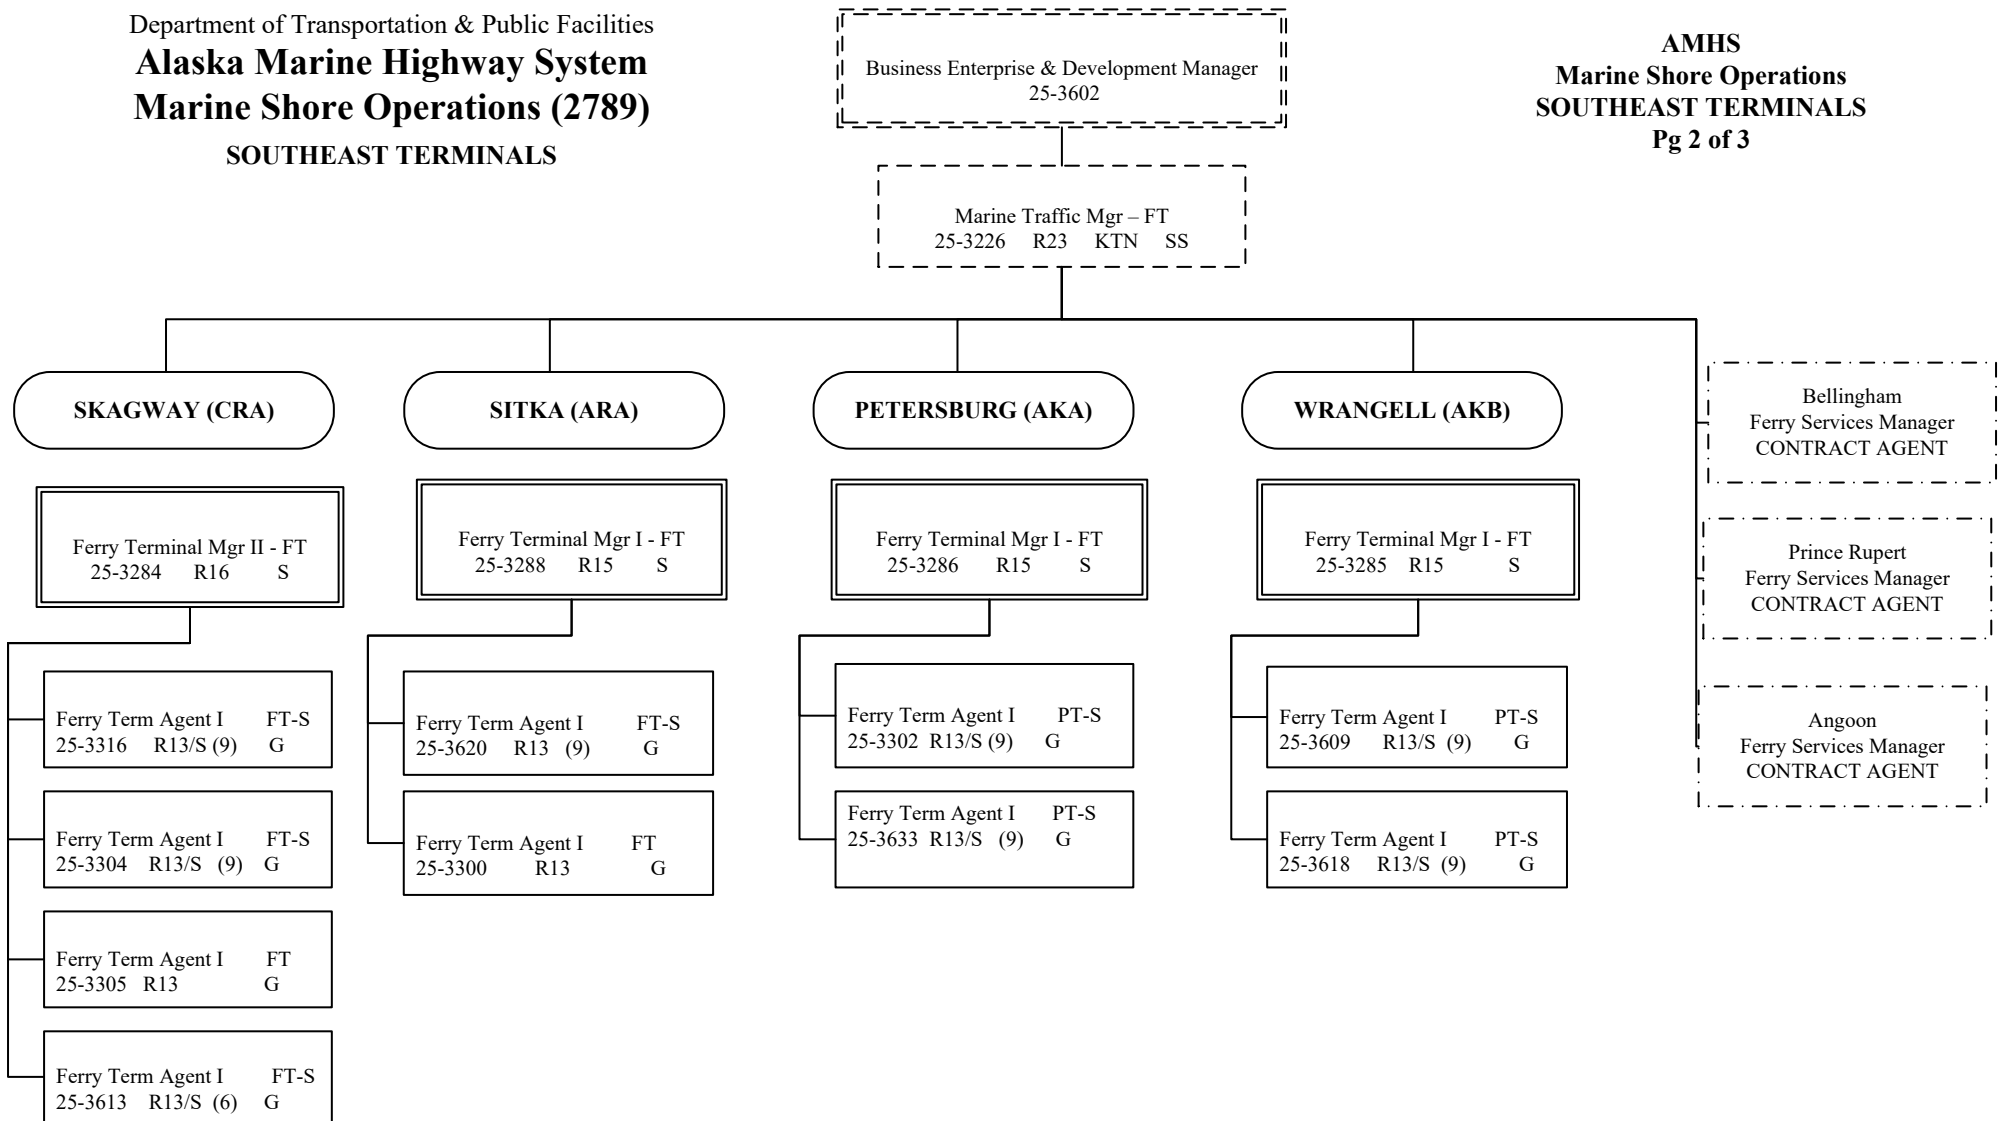 Department of Transportation & Public Facilities
Alaska Marine Highway System
Marine Shore Operations (2789)
SOUTHEAST TERMINALS
Business Enterprise & Development Manager
25-3602
AMHS
Marine Shore Operations
SOUTHEAST TERMINALS
Pg 2 of 3
Marine Traffic Mgr – FT
25-3226 R23 KTN SS
SKAGWAY (CRA)
Ferry Terminal Mgr II - FT
25-3284 R16 S
Ferry Term Agent I FT-S
25-3316 R13/S (9) G
Ferry Term Agent I FT-S
25-3304 R13/S (9) G
Ferry Term Agent I FT
25-3305 R13 G
Ferry Term Agent I FT-S
25-3613 R13/S (6) G
SITKA (ARA)
Ferry Terminal Mgr I - FT
25-3288 R15 S
Ferry Term Agent I FT-S
25-3620 R13 (9) G
Ferry Term Agent I FT
25-3300 R13 G
PETERSBURG (AKA)
Ferry Terminal Mgr I - FT
25-3286 R15 S
Ferry Term Agent I PT-S
25-3302 R13/S (9) G
Ferry Term Agent I PT-S
25-3633 R13/S (9) G
WRANGELL (AKB)
Ferry Terminal Mgr I - FT
25-3285 R15 S
Ferry Term Agent I PT-S
25-3609 R13/S (9) G
Ferry Term Agent I PT-S
25-3618 R13/S (9) G
Bellingham
Ferry Services Manager
CONTRACT AGENT
Prince Rupert
Ferry Services Manager
CONTRACT AGENT
Angoon
Ferry Services Manager
CONTRACT AGENT